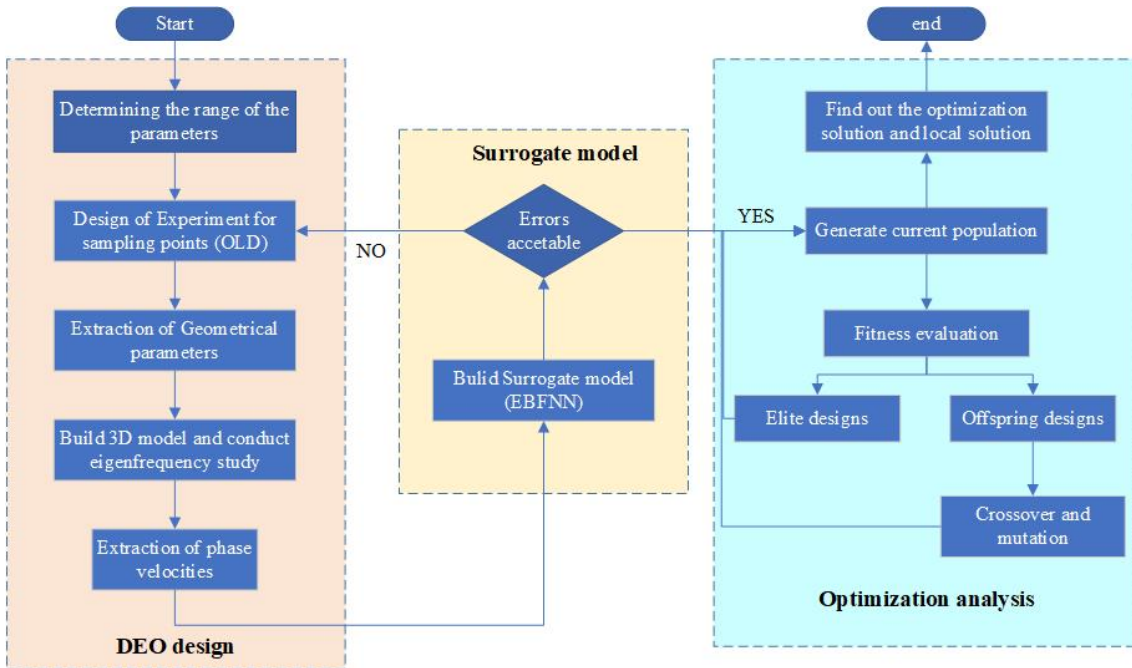 Start
Determining the range of the
parameters
Design of Experiment for
sampling points (OLD)
Extraction of Geometrical
parameters
Build 3D model and conduct
eigenfrequency study
Extraction of phase
velocities
DEO design
Surrogate model
Errors
accetable
NO
YES
Bulid Surrogate model
(EBFNN)
end
Find out the optimization
solution and local solution
Generate current population
Fitness evaluation
Elite designs
Offspring designs
Crossover and
mutation
Optimization analysis